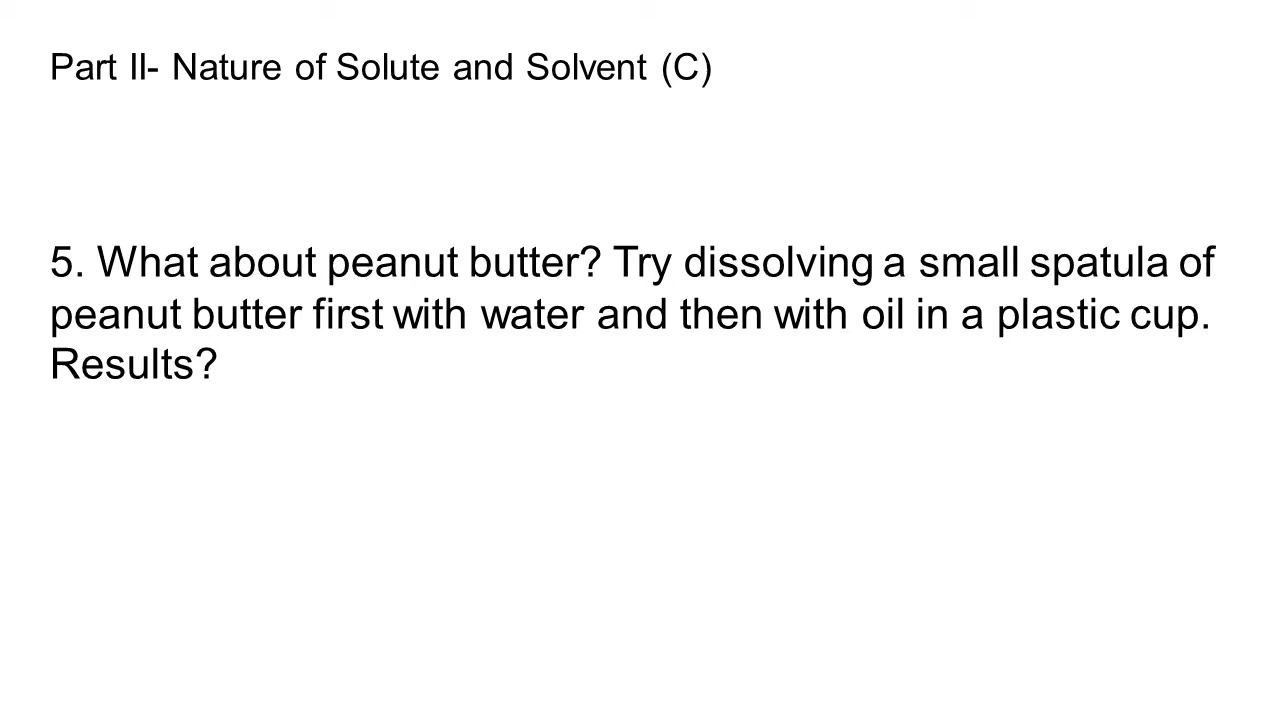 Part II- Nature of Solute and Solvent (C)
5. What about peanut butter? Try dissolving a small spatula of
peanut butter first with water and then with oil in a plastic cup.
Results?